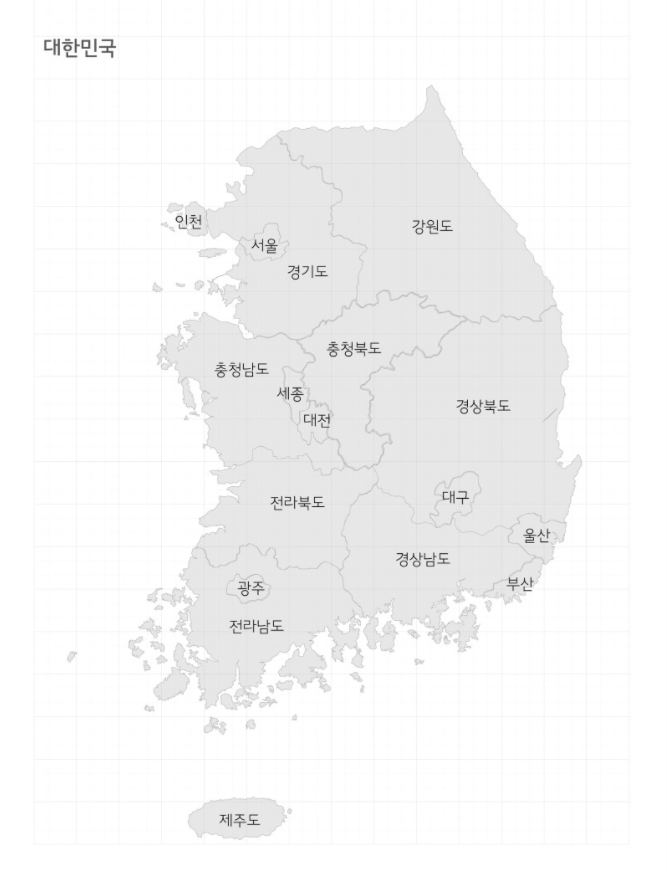 대한민국
인천
강원도
서울
경기도
충청북도
충청남도
세종
경상북도
대전
대구
전라북도
울산
경상남도
부산
광주
전라남도
제주도